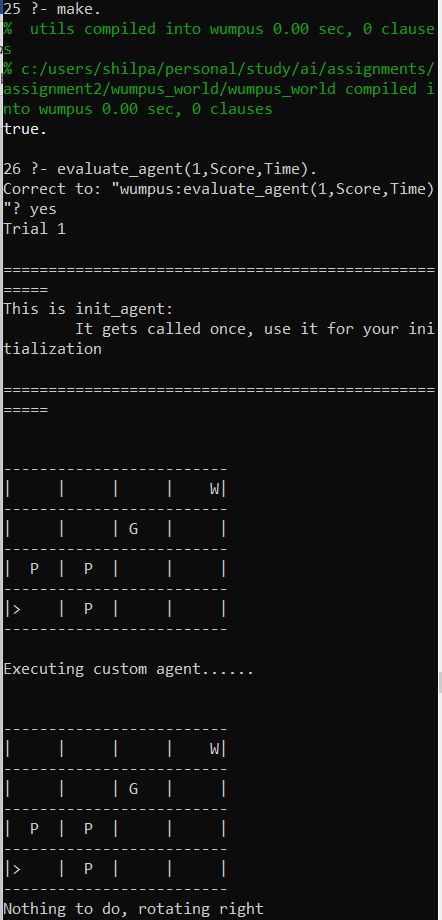 25 ?- make.
%  utils compiled into wumpus 0.00 sec, 0 clause
s
% c:/users/shilpa/personal/study/ai/assignments/
assignment2/wumpus_world/wumpus_world compiled i
nto wumpus 0.00 sec, 0 clauses
true.

26 ?- evaluate_agent(1,Score,Time).
Correct to: "wumpus:evaluate_agent(1,Score,Time)
"? yes
Trial 1

================================================
=====
This is init_agent:
        It gets called once, use it for your ini
tialization

================================================
=====


-------------------------
|     |     |     |    W|
-------------------------
|     |     | G   |     |
-------------------------
|  P  |  P  |     |     |
-------------------------
|>    |  P  |     |     |
-------------------------

Executing custom agent......


-------------------------
|     |     |     |    W|
-------------------------
|     |     | G   |     |
-------------------------
|  P  |  P  |     |     |
-------------------------
|>    |  P  |     |     |
-------------------------
Nothing to do, rotating right